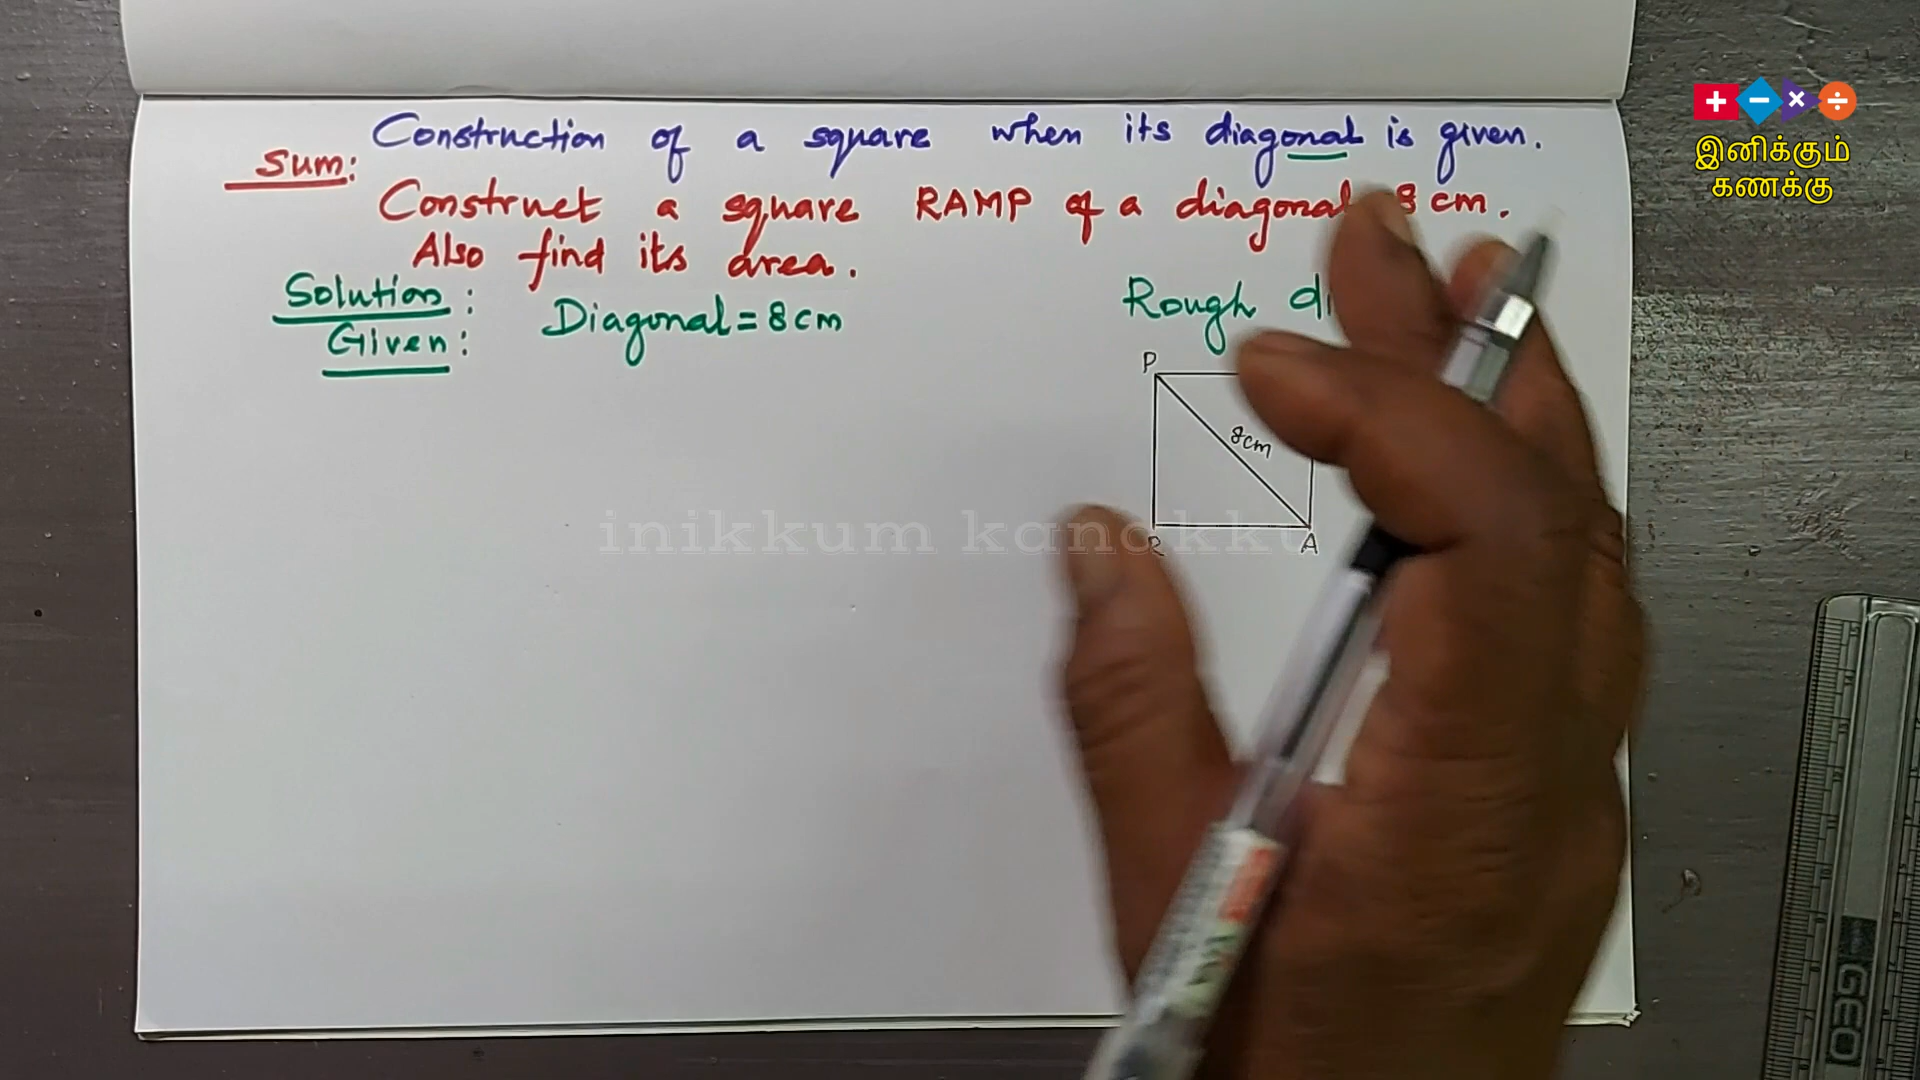 Construction of a square when its diagonal is given.
Sum:
Construct a square RAMP of a diagonal 8 cm.
Also find its area.
Solution:
Given: Diagonal = 8cm
Rough
P
8cm
R A
inikkum
+ − × ÷
இனிக்கும்
கணக்கு
GEO